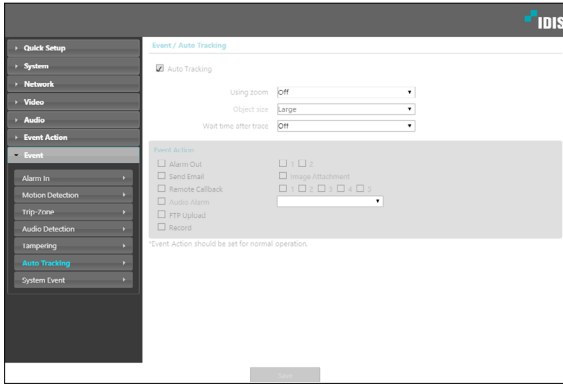 IDIS
Quick Setup
System
Network
Video
Audio
Event Action
Event
Alarm In
Motion Detection
Trip-Zone
Audio Detection
Tampering
Auto Tracking
System Event
Event / Auto Tracking
Auto Tracking
Using zoom Off
Object size Large
Wait time after trace Off
Event Action
Alarm Out 1 2
Send Email Image Attachment
Remote Callback 1 2 3 4 5
Audio Alarm
FTP Upload
Record
*Event Action should be set for normal operation.
Save